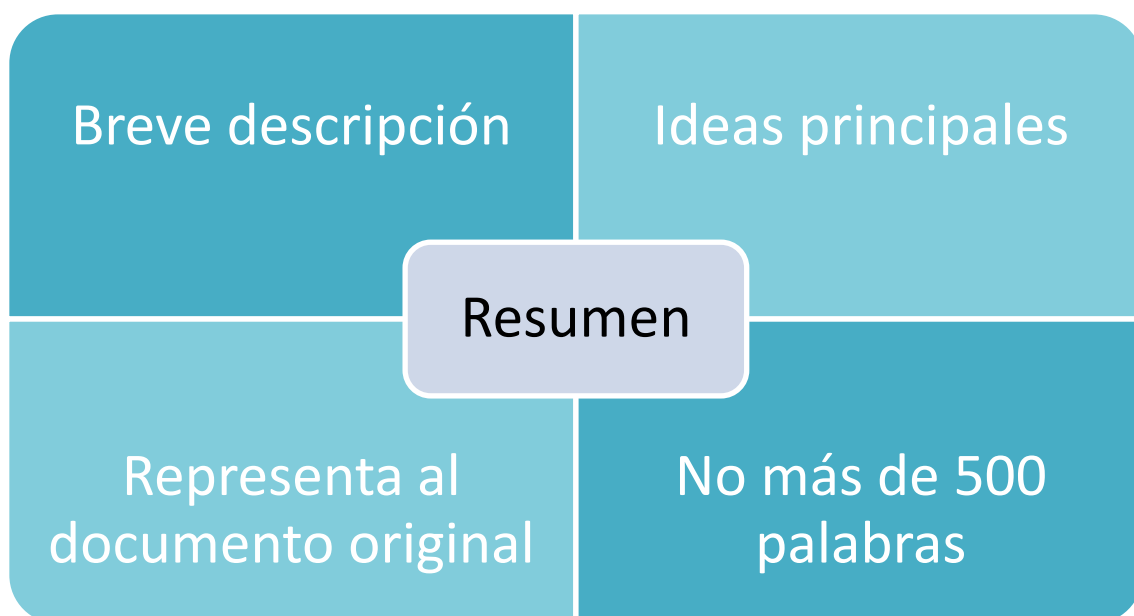 Breve descripción
Ideas principales
Resumen
Representa al
documento original
No más de 500
palabras